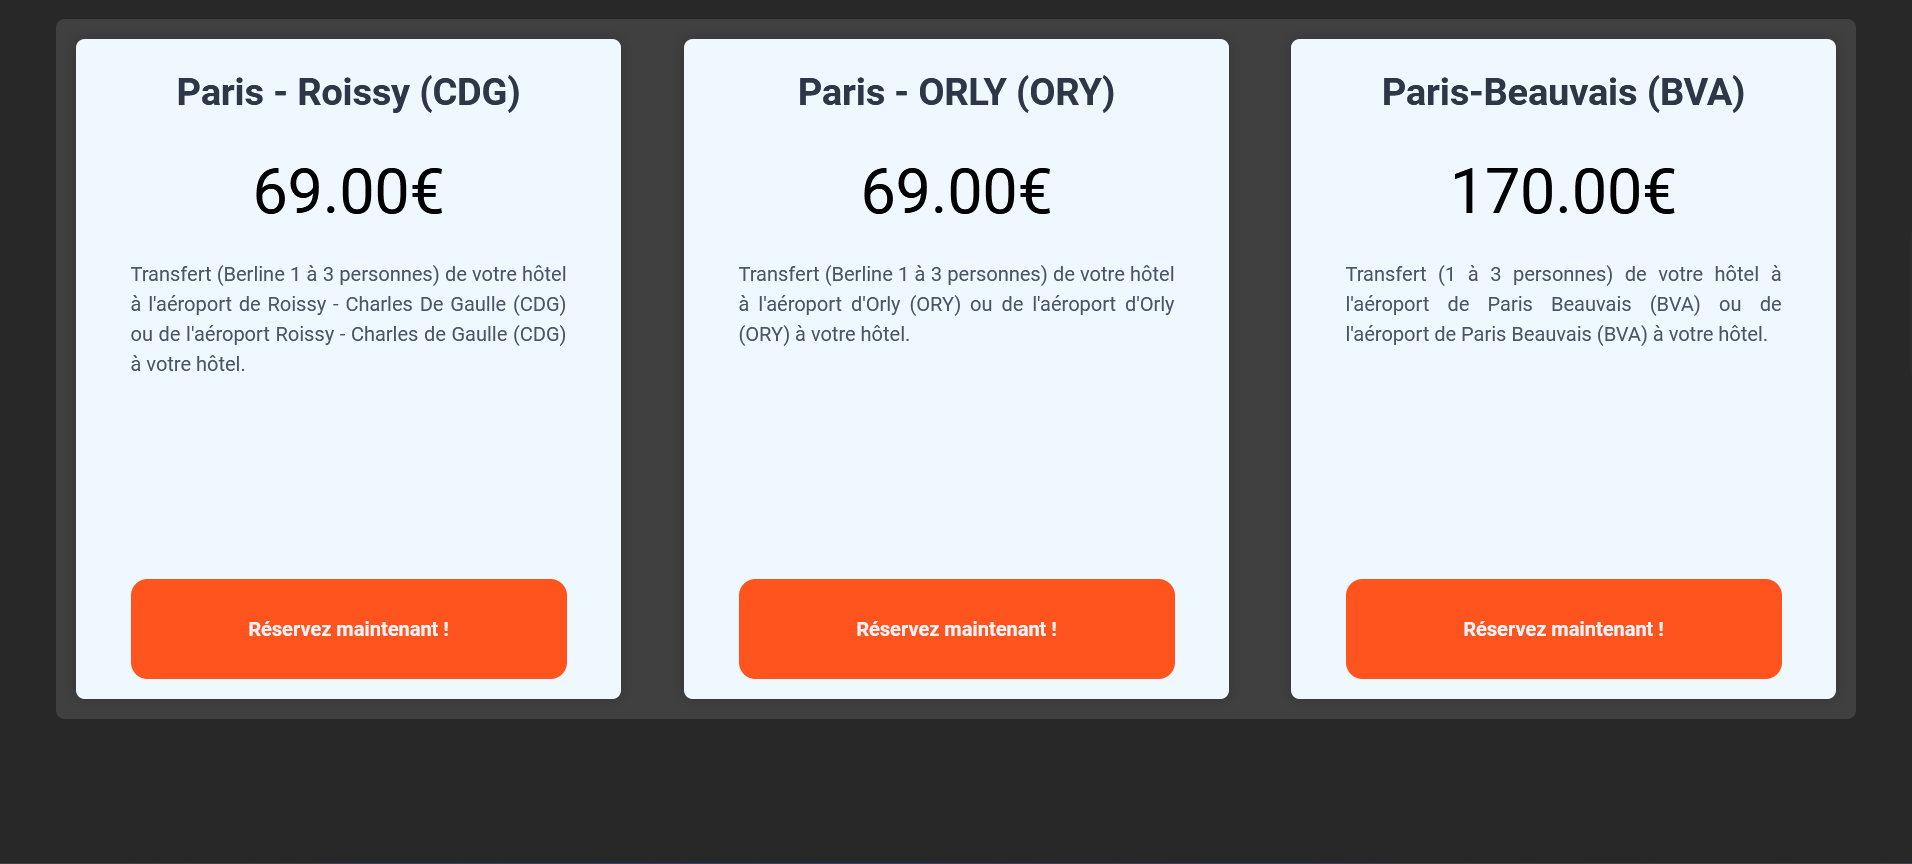 Paris - Roissy (CDG)
69.00€
Transfert (Berline 1 à 3 personnes) de votre hôtel
à l'aéroport de Roissy - Charles De Gaulle (CDG)
ou de l'aéroport Roissy - Charles de Gaulle (CDG)
à votre hôtel.
Réservez maintenant !
Paris - ORLY (ORY)
69.00€
Transfert (Berline 1 à 3 personnes) de votre hôtel
à l'aéroport d'Orly (ORY) ou de l'aéroport d'Orly
(ORY) à votre hôtel.
Réservez maintenant !
Paris-Beauvais (BVA)
170.00€
Transfert (1 à 3 personnes) de votre hôtel à
l'aéroport de Paris Beauvais (BVA) ou de
l'aéroport de Paris Beauvais (BVA) à votre hôtel.
Réservez maintenant !